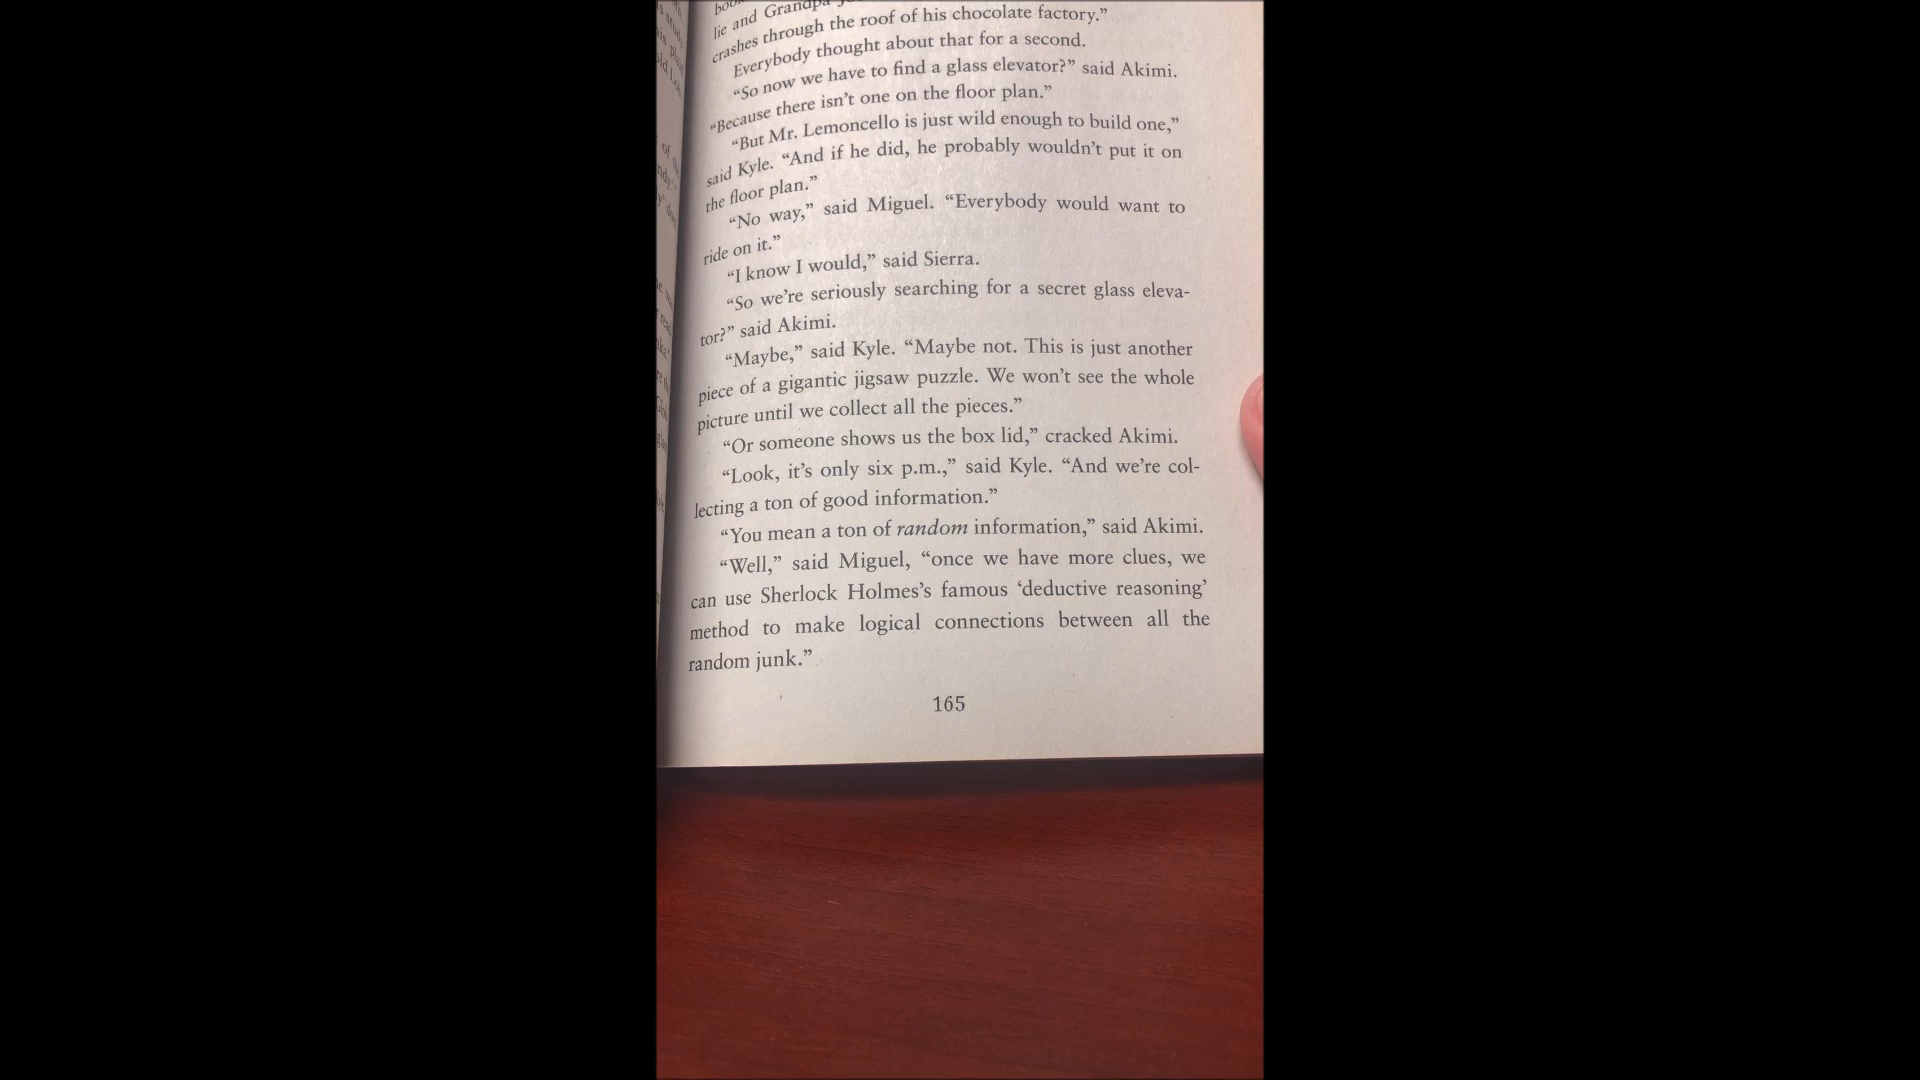 lie and Grandpa
crashes through the roof of his chocolate factory.”
Everybody thought about that for a second.
“So now we have to find a glass elevator?” said Akimi.
“Because there isn’t one on the floor plan.”
“But Mr. Lemoncello is just wild enough to build one,”
said Kyle. “And if he did, he probably wouldn’t put it on
the floor plan.”
“No way,” said Miguel. “Everybody would want to
ride on it.”
“I know I would,” said Sierra.
“So we’re seriously searching for a secret glass eleva-
tor?” said Akimi.
“Maybe,” said Kyle. “Maybe not. This is just another
piece of a gigantic jigsaw puzzle. We won’t see the whole
picture until we collect all the pieces.”
“Or someone shows us the box lid,” cracked Akimi.
“Look, it’s only six p.m.,” said Kyle. “And we’re col-
lecting a ton of good information.”
“You mean a ton of random information,” said Akimi.
“Well,” said Miguel, “once we have more clues, we
can use Sherlock Holmes’s famous ‘deductive reasoning’
method to make logical connections between all the
random junk.”
165